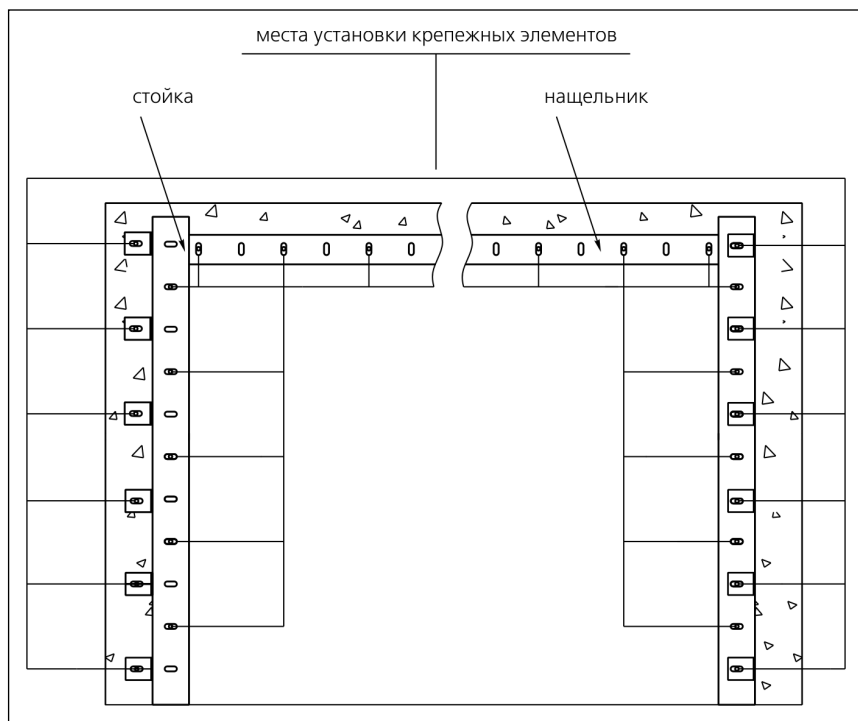 места установки крепежных элементов
стойка
нащельник